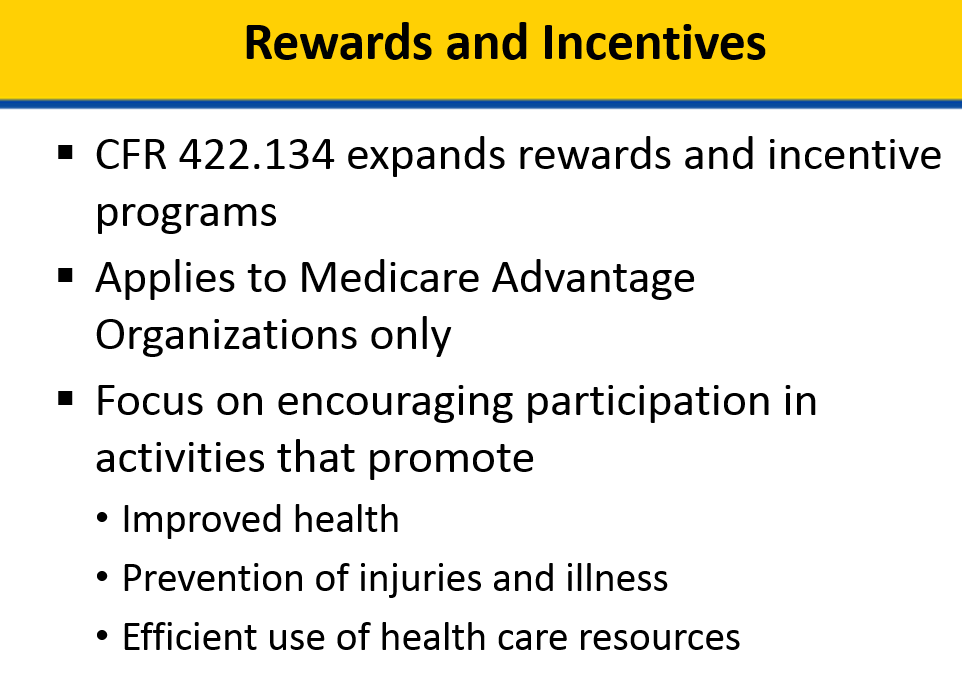 Rewards and Incentives
▪ CFR 422.134 expands rewards and incentive
programs
▪ Applies to Medicare Advantage
Organizations only
▪ Focus on encouraging participation in
activities that promote
• Improved health
• Prevention of injuries and illness
• Efficient use of health care resources